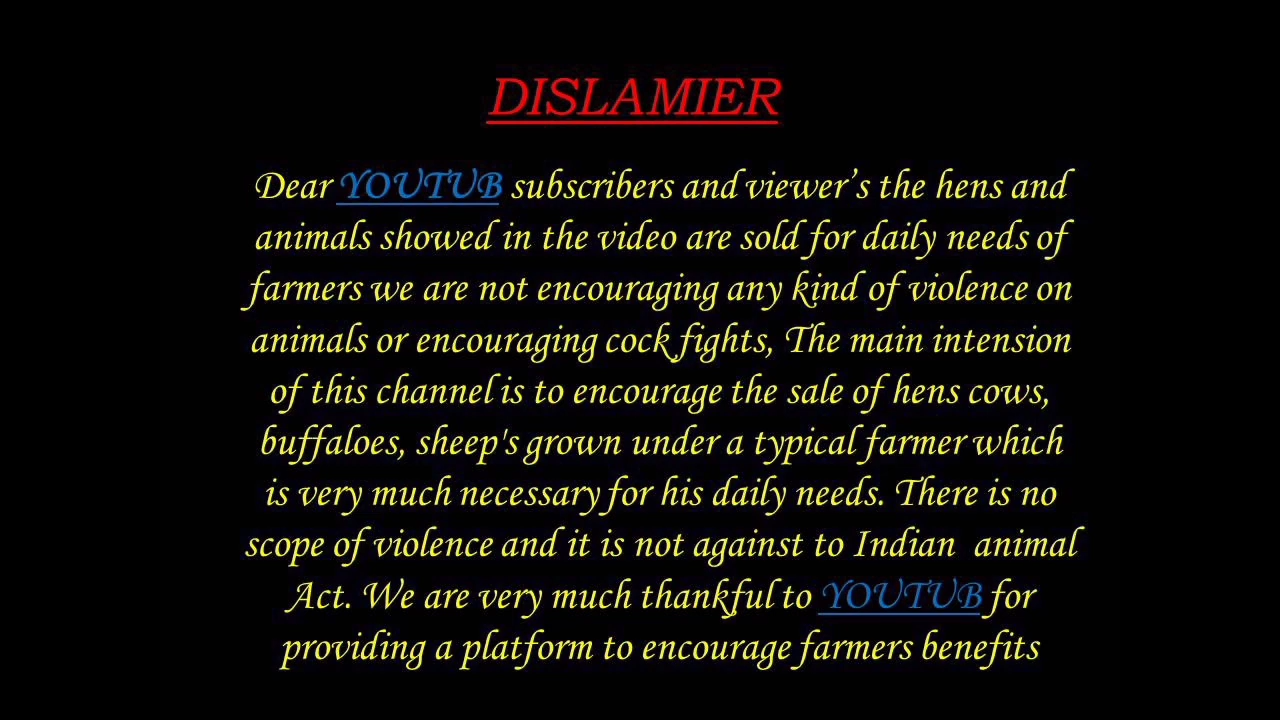 DISLAMIER
Dear YOUTUB subscribers and viewer’s the hens and
animals showed in the video are sold for daily needs of
farmers we are not encouraging any kind of violence on
animals or encouraging cock fights, The main intension
of this channel is to encourage the sale of hens cows,
buffaloes, sheep's grown under a typical farmer which
is very much necessary for his daily needs. There is no
scope of violence and it is not against to Indian  animal
Act. We are very much thankful to YOUTUB for
providing a platform to encourage farmers benefits